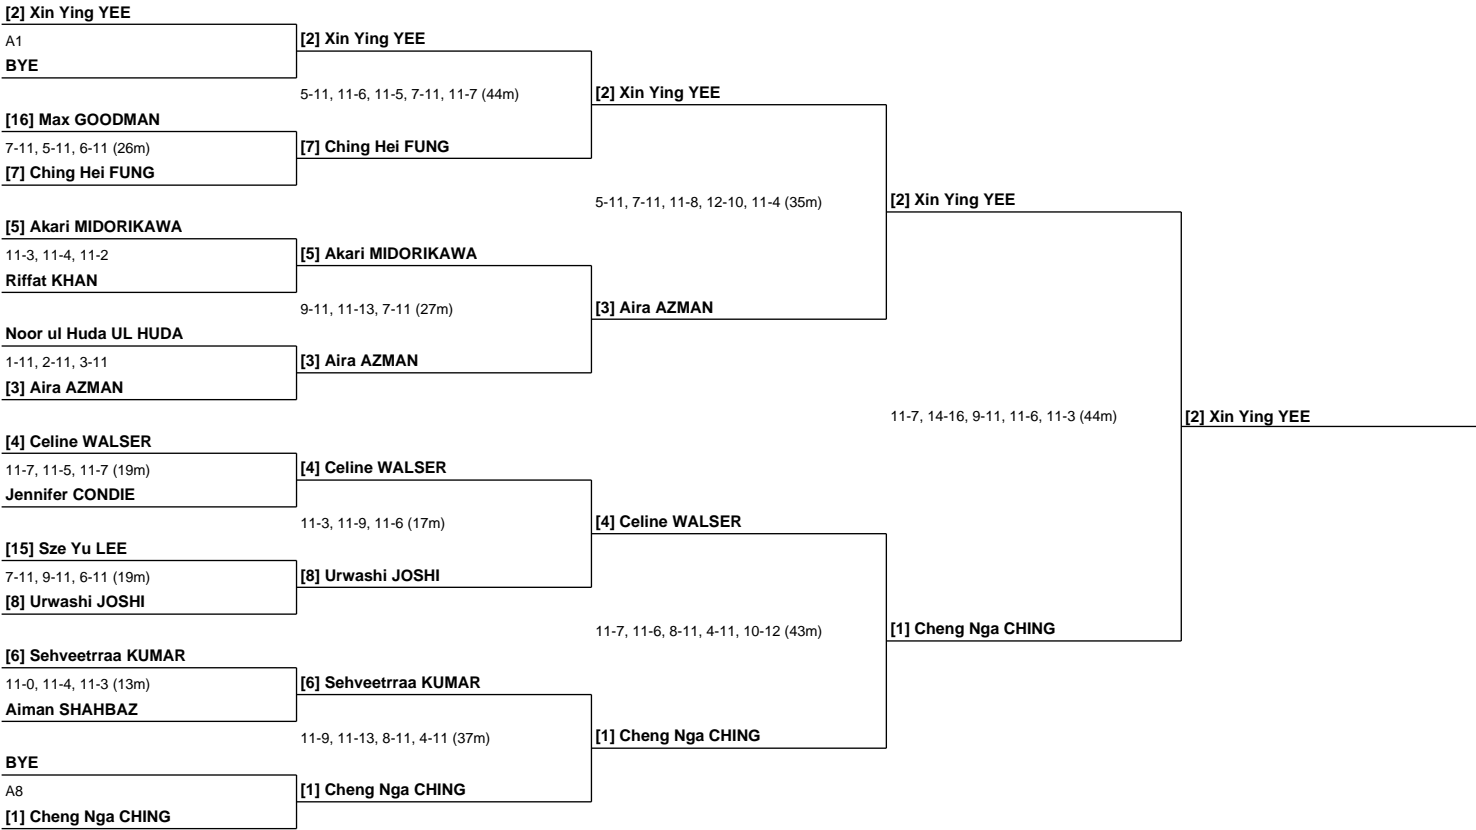 [2] Xin Ying YEE
A1
BYE
[16] Max GOODMAN
7-11, 5-11, 6-11 (26m)
[7] Ching Hei FUNG
[5] Akari MIDORIKAWA
11-3, 11-4, 11-2
Riffat KHAN
Noor ul Huda UL HUDA
1-11, 2-11, 3-11
[3] Aira AZMAN
[4] Celine WALSER
11-7, 11-5, 11-7 (19m)
Jennifer CONDIE
[15] Sze Yu LEE
7-11, 9-11, 6-11 (19m)
[8] Urwashi JOSHI
[6] Sehveetrraa KUMAR
11-0, 11-4, 11-3 (13m)
Aiman SHAHBAZ
BYE
A8
[1] Cheng Nga CHING
[2] Xin Ying YEE
5-11, 11-6, 11-5, 7-11, 11-7 (44m)
[7] Ching Hei FUNG
[5] Akari MIDORIKAWA
9-11, 11-13, 7-11 (27m)
[3] Aira AZMAN
[4] Celine WALSER
11-3, 11-9, 11-6 (17m)
[8] Urwashi JOSHI
[6] Sehveetrraa KUMAR
11-9, 11-13, 8-11, 4-11 (37m)
[1] Cheng Nga CHING
[2] Xin Ying YEE
5-11, 7-11, 11-8, 12-10, 11-4 (35m)
[3] Aira AZMAN
[4] Celine WALSER
11-7, 11-6, 8-11, 4-11, 10-12 (43m)
[1] Cheng Nga CHING
[2] Xin Ying YEE
11-7, 14-16, 9-11, 11-6, 11-3 (44m)
[1] Cheng Nga CHING
[2] Xin Ying YEE